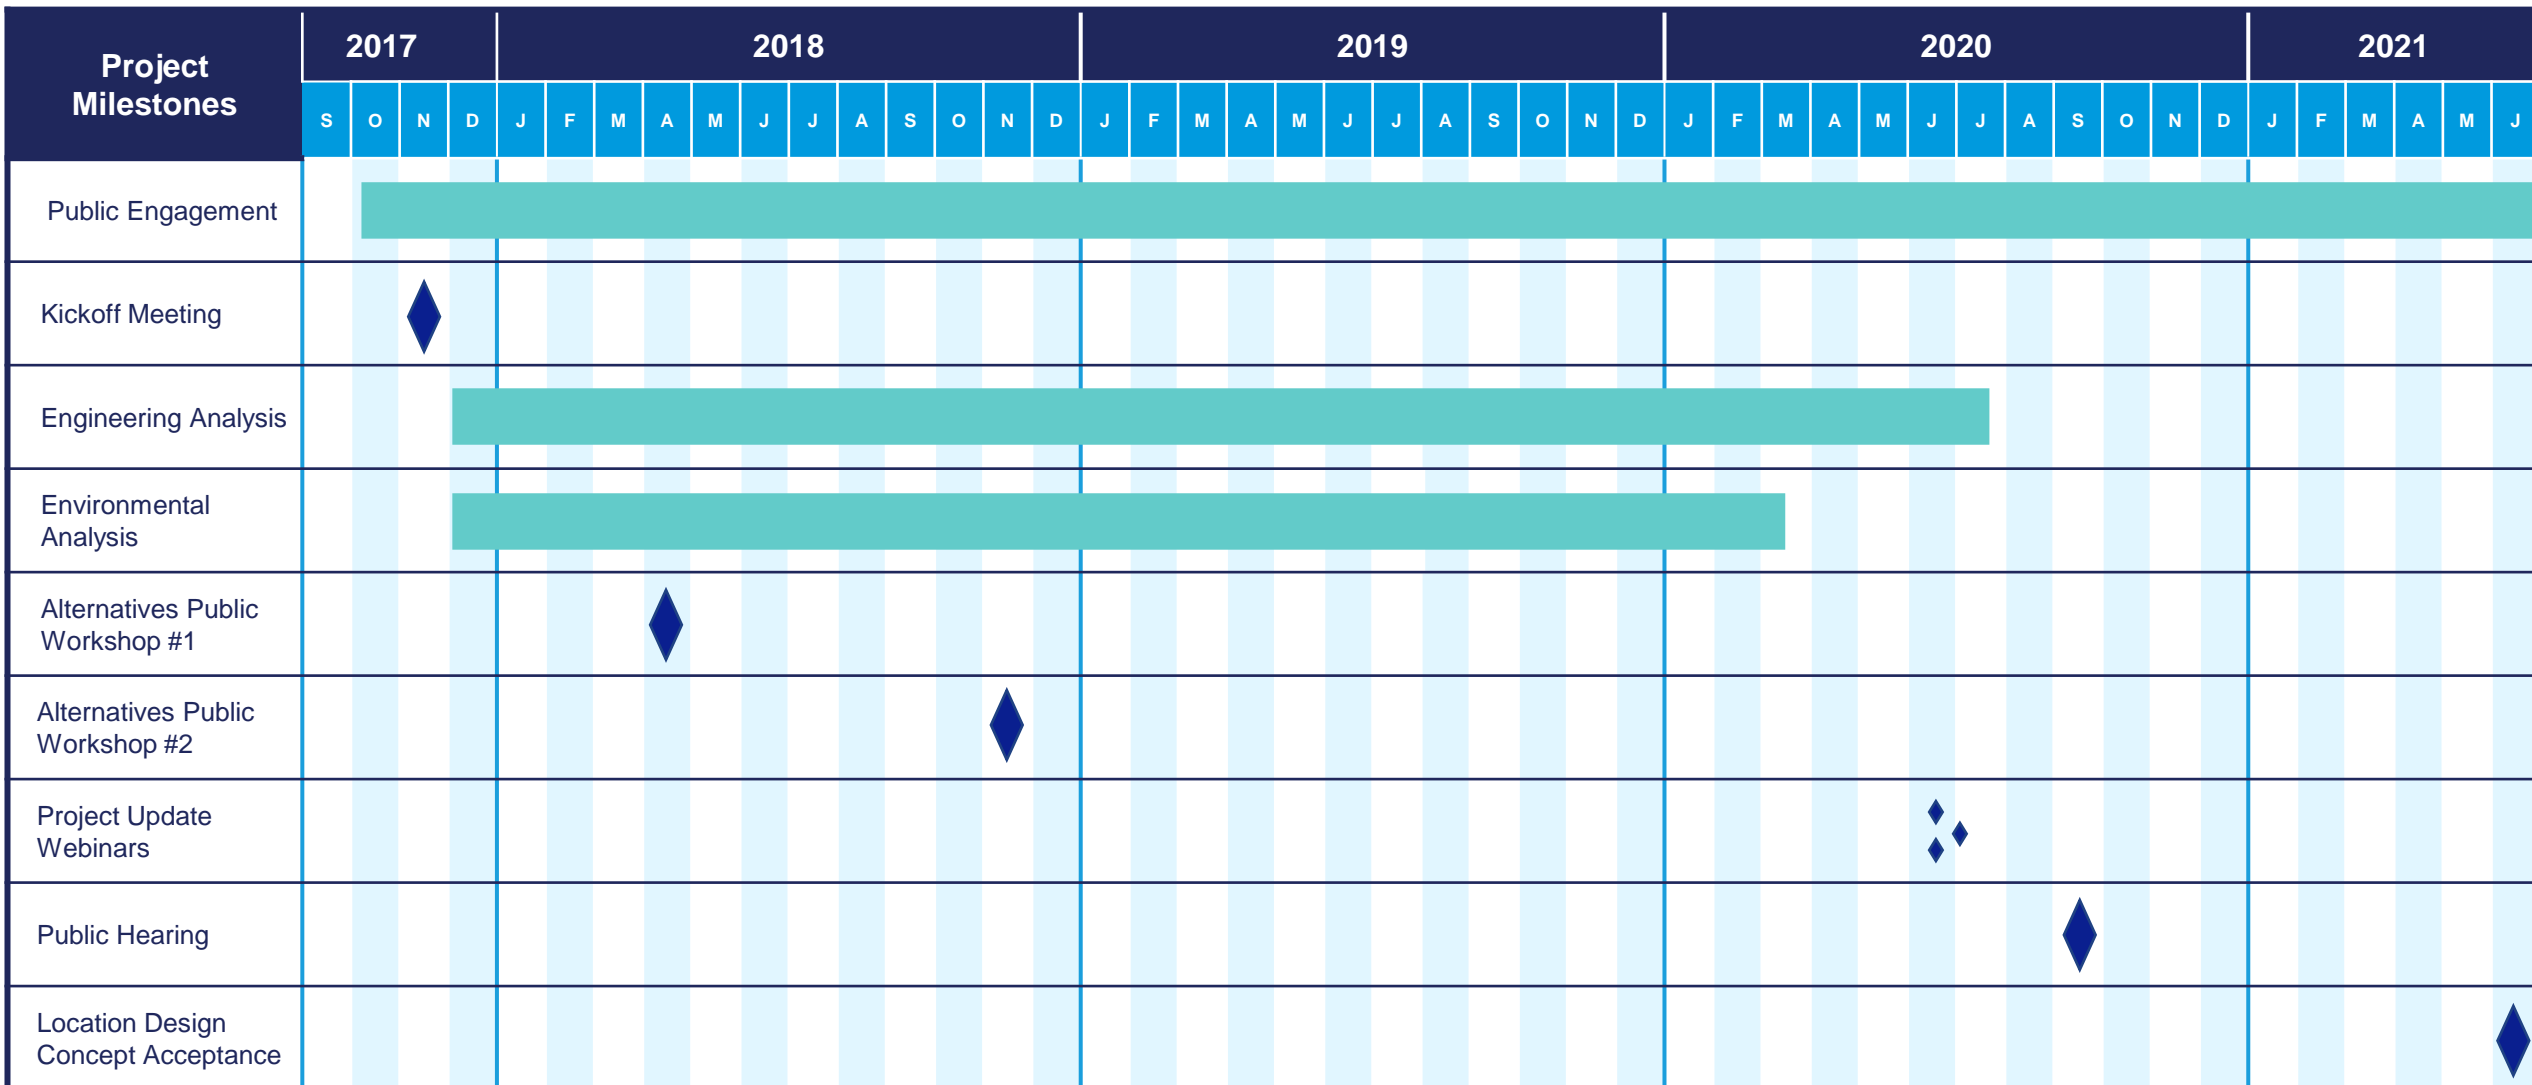 Project
Milestones
2017 2018 2019 2020 2021
S O N D J F M A M J J A S O N D J F M A M J J A S O N D J F M A M J J A S O N D J F M A M J
Public Engagement
Kickoff Meeting
Engineering Analysis
Environmental
Analysis
Alternatives Public
Workshop #1
Alternatives Public
Workshop #2
Project Update
Webinars
Public Hearing
Location Design
Concept Acceptance